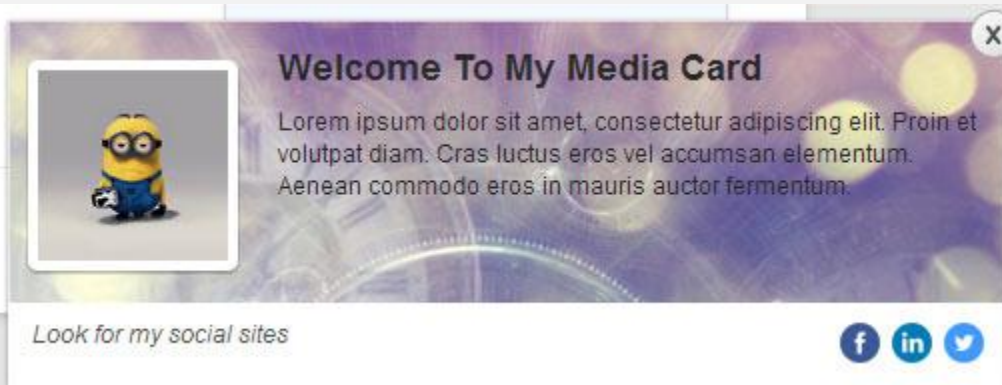 X
Welcome To My Media Card
Lorem ipsum dolor sit amet, consectetur adipiscing elit. Proin et
volutpat diam. Cras luctus eros vel accumsan elementum.
Aenean commodo eros in mauris auctor fermentum.
Look for my social sites
f in